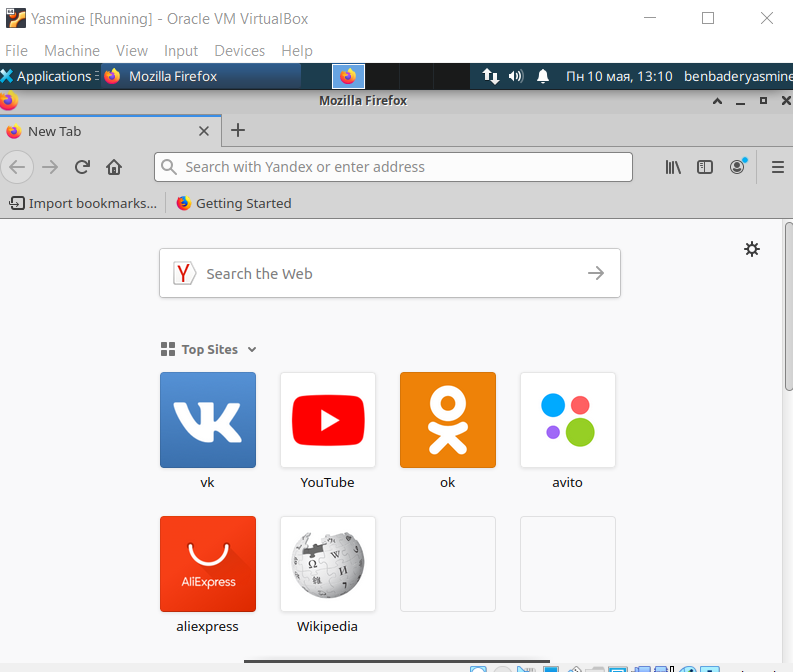 Yasmine [Running] - Oracle VM VirtualBox
File Machine View Input Devices Help
Applications Mozilla Firefox Пн 10 мая, 13:10 benbaderyasmine
Mozilla Firefox
New Tab
Search with Yandex or enter address
Import bookmarks... Getting Started
Y Search the Web
Top Sites
vk YouTube ok avito
AliExpress Ω W И
aliexpress Wikipedia